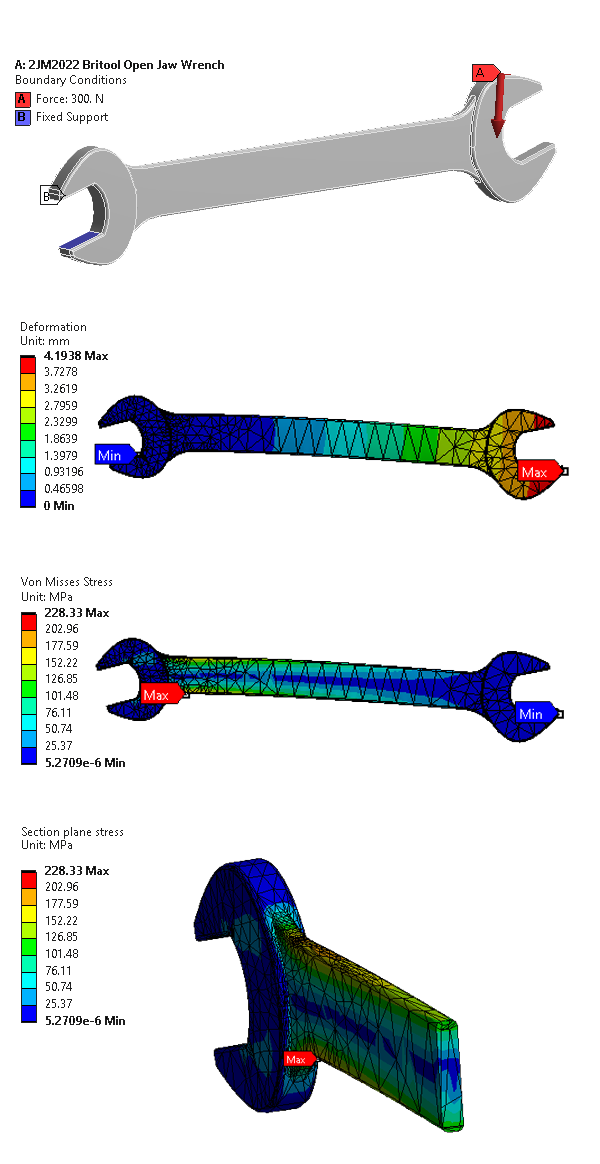 A: 2JM2022 Britool Open Jaw Wrench
Boundary Conditions
A Force: 300. N
B Fixed Support
A
B
Deformation
Unit: mm
4.1938 Max
3.7278
3.2619
2.7959
2.3299
1.8639
1.3979
0.93196
0.46598
0 Min
Min
Max
Von Misses Stress
Unit: MPa
228.33 Max
202.96
177.59
152.22
126.85
101.48
76.11
50.74
25.37
5.2709e-6 Min
Max
Min
Section plane stress
Unit: MPa
228.33 Max
202.96
177.59
152.22
126.85
101.48
76.11
50.74
25.37
5.2709e-6 Min
Max